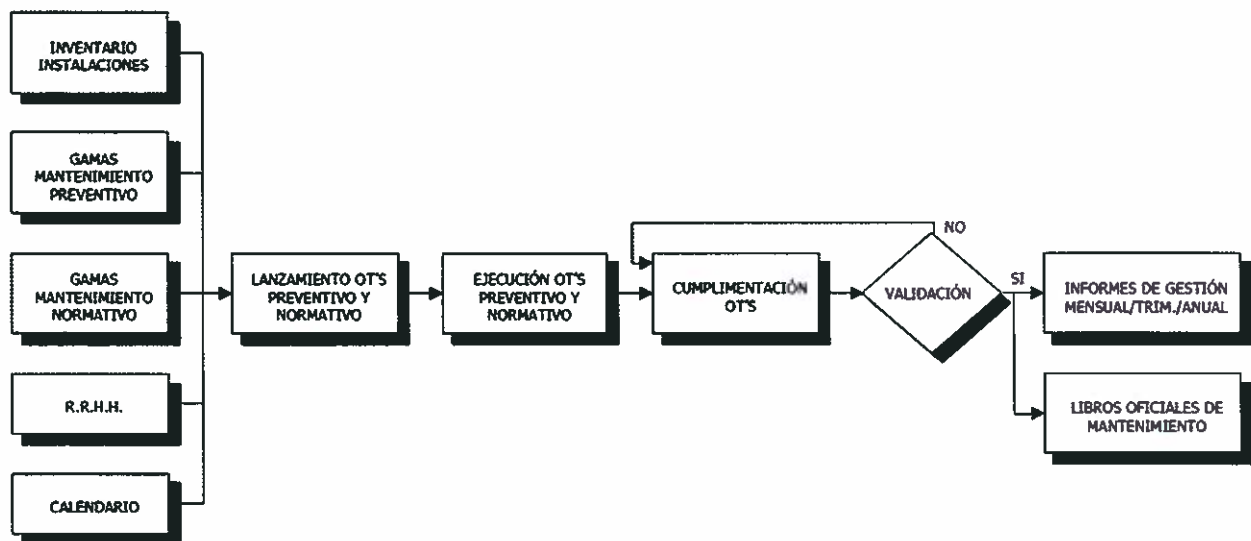 INVENTARIO
INSTALACIONES
GAMAS
MANTENIMIENTO
PREVENTIVO
GAMAS
MANTENIMIENTO
NORMATIVO
R.R.H.H.
CALENDARIO
LANZAMIENTO OT'S
PREVENTIVO Y
NORMATIVO
EJECUCIÓN OT'S
PREVENTIVO Y
NORMATIVO
CUMPLIMENTACIÓN
OT'S
VALIDACIÓN
NO
SI
INFORMES DE GESTIÓN
MENSUAL/TRIM./ANUAL
LIBROS OFICIALES DE
MANTENIMIENTO